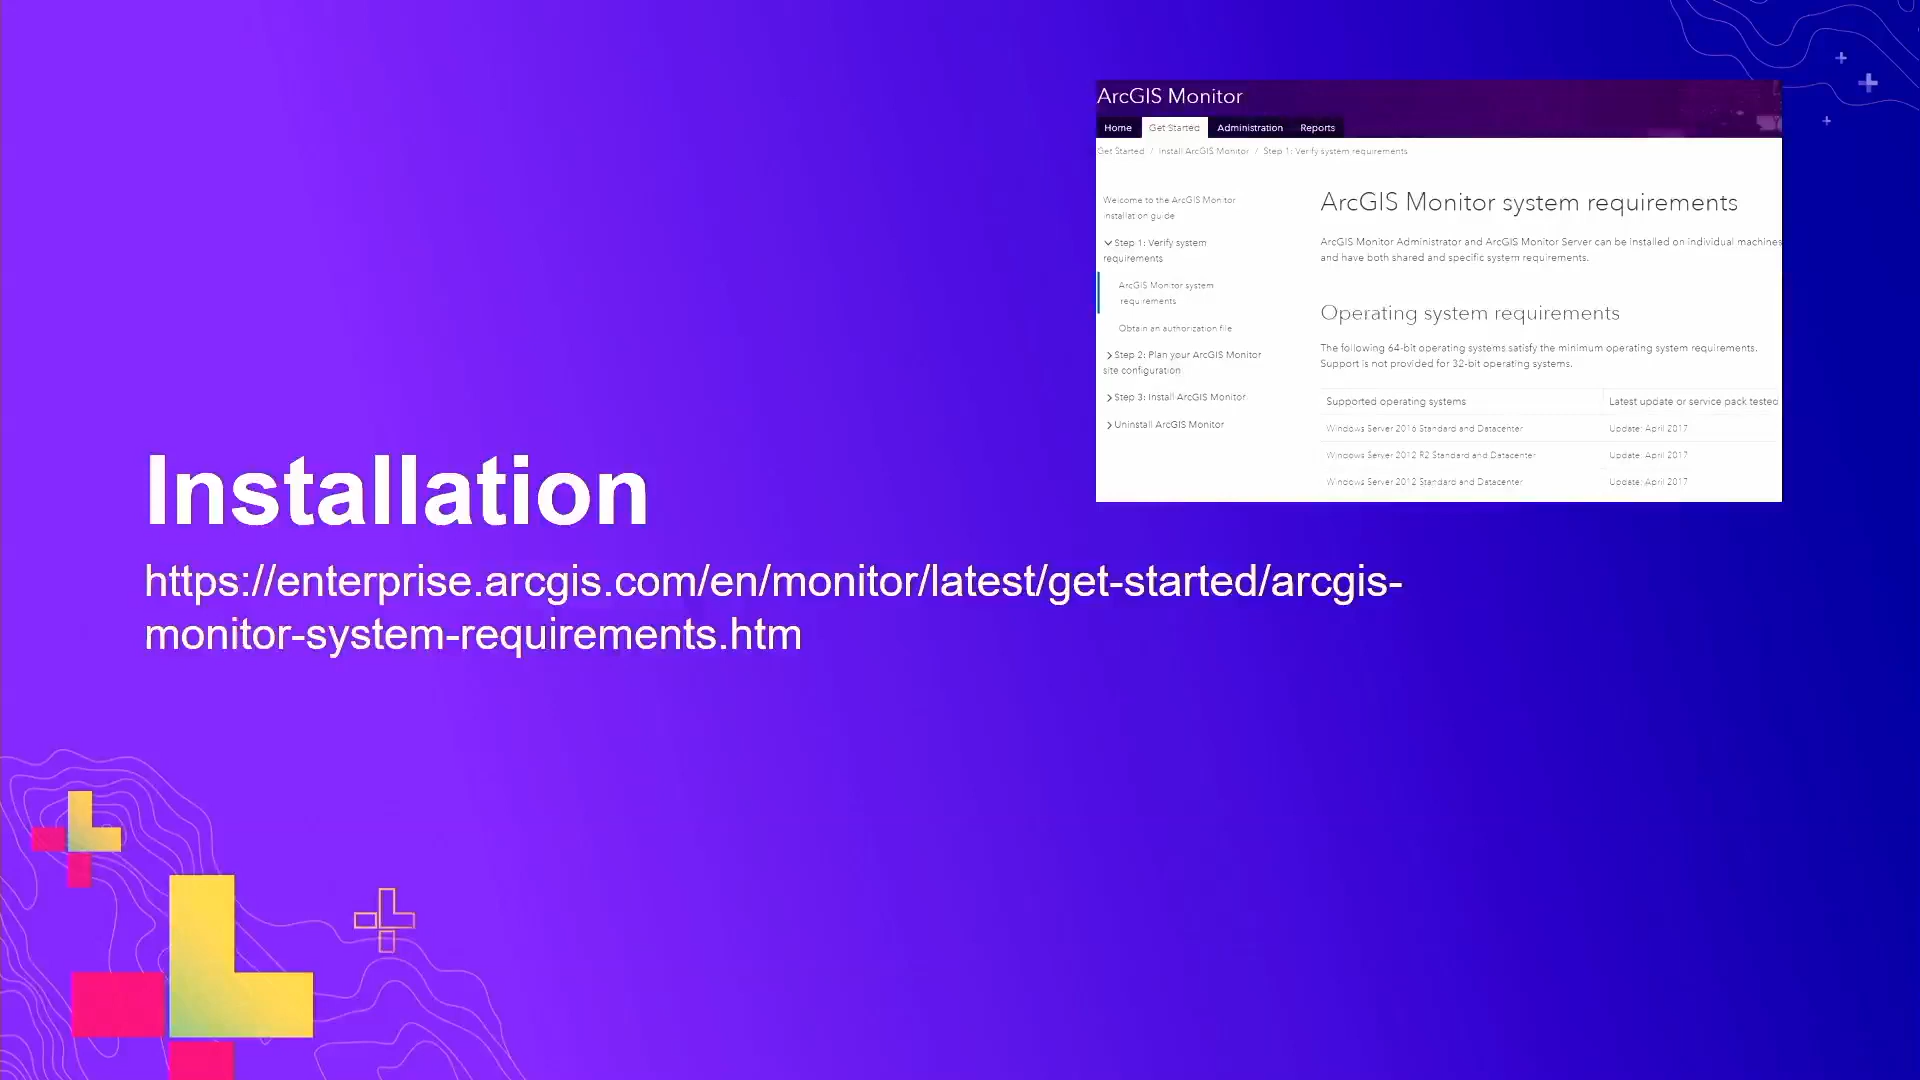 ArcGIS Monitor
Home Get Started Administration Reports
Get Started / Install ArcGIS Monitor / Step 1: Verify system requirements
Welcome to the ArcGIS Monitor
installation guide
Step 1: Verify system
requirements
ArcGIS Monitor system
requirements
Obtain an authorization file
Step 2: Plan your ArcGIS Monitor
site configuration
Step 3: Install ArcGIS Monitor
Uninstall ArcGIS Monitor
ArcGIS Monitor system requirements
ArcGIS Monitor Administrator and ArcGIS Monitor Server can be installed on individual machines
and have both shared and specific system requirements.
Operating system requirements
The following 64-bit operating systems satisfy the minimum operating system requirements.
Support is not provided for 32-bit operating systems.
Supported operating systems Latest update or service pack tested
Windows Server 2016 Standard and Datacenter Update: April 2017
Windows Server 2012 R2 Standard and Datacenter Update: April 2017
Windows Server 2012 Standard and Datacenter Update: April 2017
Installation
https://enterprise.arcgis.com/en/monitor/latest/get-started/arcgis-
monitor-system-requirements.htm